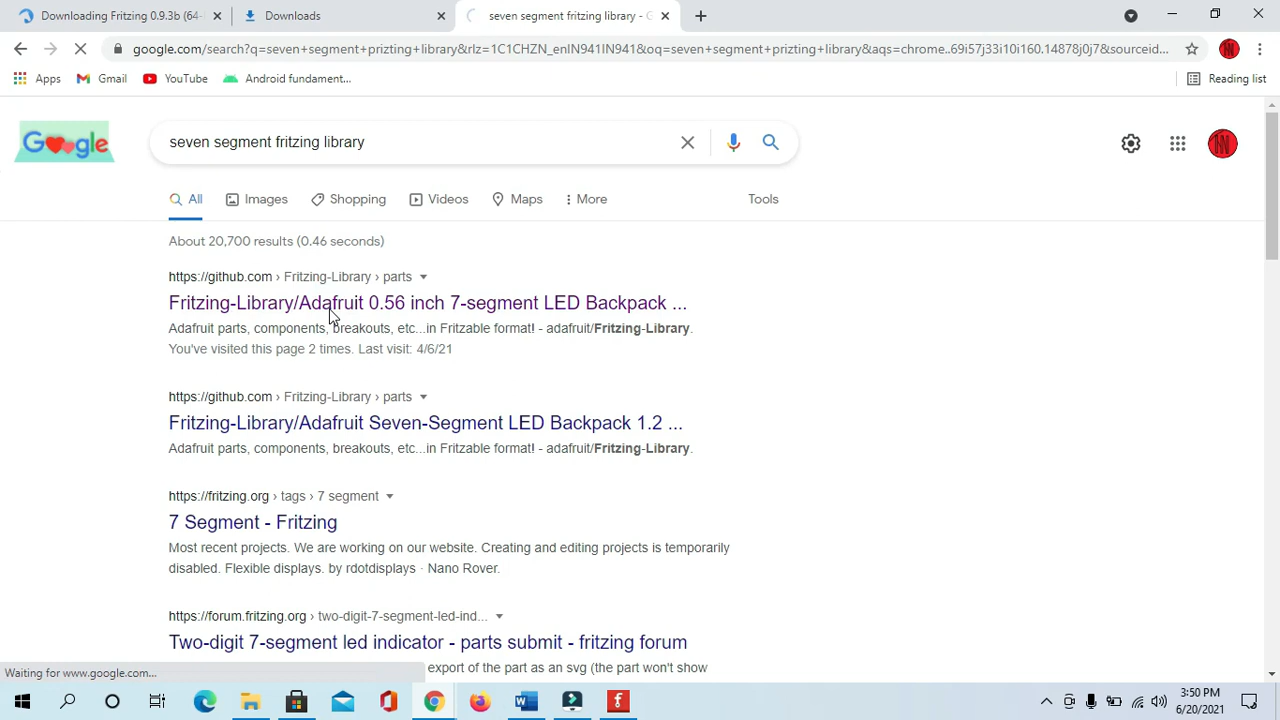 Downloading Fritzing 0.9.3b (64-
Downloads
seven segment fritzing library - G
google.com/search?q=seven+segment+prizting+library&rlz=1C1CHZN_enIN941IN941&oq=seven+segment+prizting+library&aqs=chrome..69i57j33i10i160.14878j0j7&sourceid...
Apps
Gmail
YouTube
Android fundament...
Reading list
Google
seven segment fritzing library
All
Images
Shopping
Videos
Maps
More
Tools
About 20,700 results (0.46 seconds)
https://github.com › Fritzing-Library › parts
Fritzing-Library/Adafruit 0.56 inch 7-segment LED Backpack ...
Adafruit parts, components, breakouts, etc...in Fritzable format! - adafruit/Fritzing-Library.
You've visited this page 2 times. Last visit: 4/6/21
https://github.com › Fritzing-Library › parts
Fritzing-Library/Adafruit Seven-Segment LED Backpack 1.2 ...
Adafruit parts, components, breakouts, etc...in Fritzable format! - adafruit/Fritzing-Library.
https://fritzing.org › tags › 7 segment
7 Segment - Fritzing
Most recent projects. We are working on our website. Creating and editing projects is temporarily
disabled. Flexible displays. by rdotdisplays · Nano Rover.
https://forum.fritzing.org › two-digit-7-segment-led-ind...
Two-digit 7-segment led indicator - parts submit - fritzing forum
export of the part as an svg (the part won't show
Waiting for www.google.com...
3:50 PM
6/20/2021